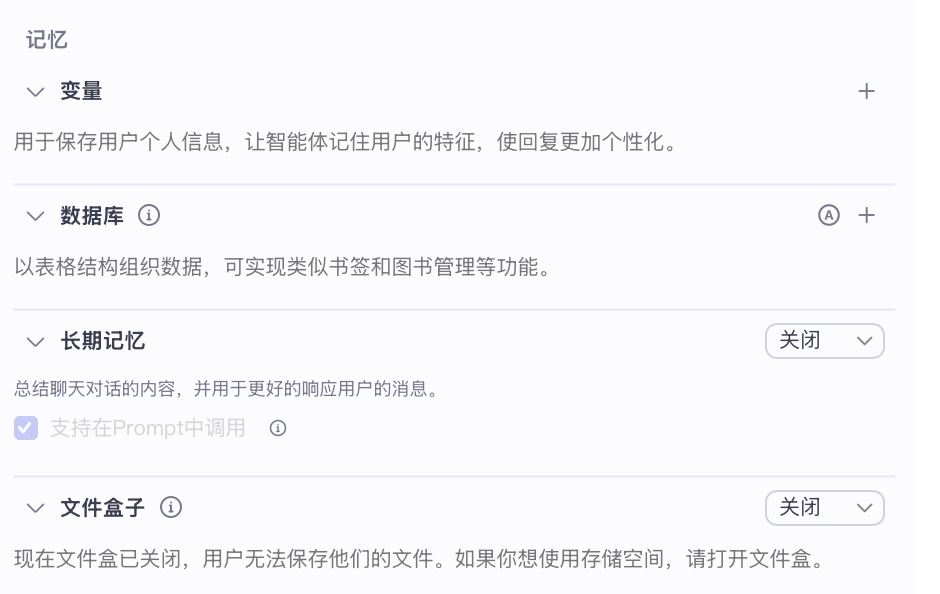 记忆
变量
用于保存用户个人信息，让智能体记住用户的特征，使回复更加个性化。
数据库
A
以表格结构组织数据，可实现类似书签和图书管理等功能。
长期记忆 关闭
总结聊天对话的内容，并用于更好的响应用户的消息。
支持在Prompt中调用
文件盒子 关闭
现在文件盒已关闭，用户无法保存他们的文件。如果你想使用存储空间，请打开文件盒。